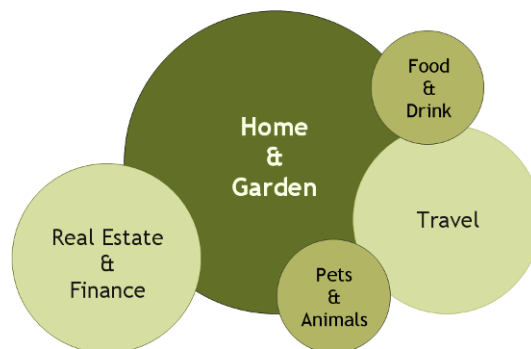 Food
&
Drink
Home
&
Garden
Travel
Real Estate
&
Finance
Pets
&
Animals